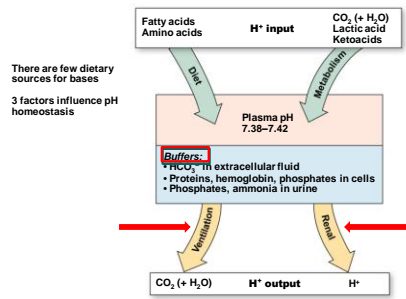 Fatty acids
Amino acids
H⁺ input
CO₂ (+ H₂O)
Lactic acid
Ketoacids
There are few dietary
sources for bases
3 factors influence pH
homeostasis
Diet
Metabolism
Plasma pH
7.38–7.42
Buffers:
• HCO₃⁻ in extracellular fluid
• Proteins, hemoglobin, phosphates in cells
• Phosphates, ammonia in urine
Ventilation
Renal
CO₂ (+ H₂O)
H⁺ output
H⁺